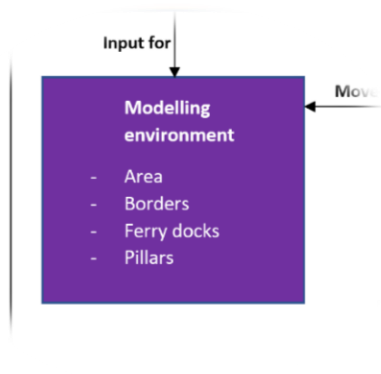 Input for
Modelling
environment
- Area
- Borders
- Ferry docks
- Pillars